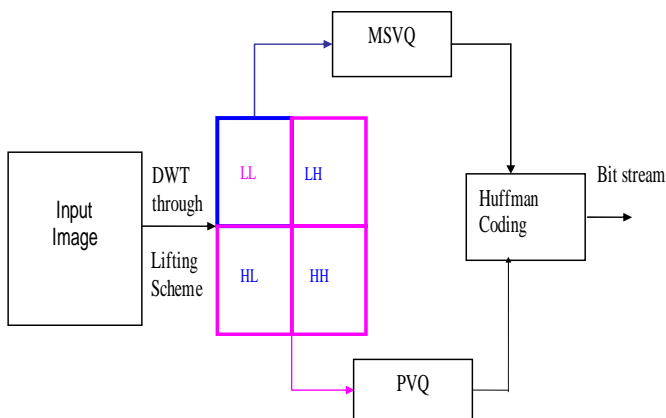 MSVQ
LL
LH
DWT
through
Input
Image
Lifting
Scheme
HL
HH
Huffman
Coding
Bit stream
PVQ